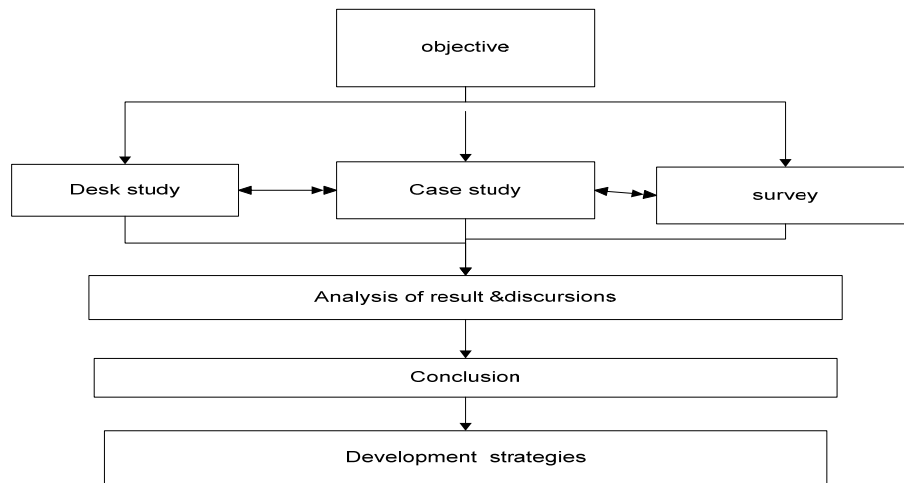 objective
Desk study
Case study
survey
Analysis of result &discursions
Conclusion
Development strategies